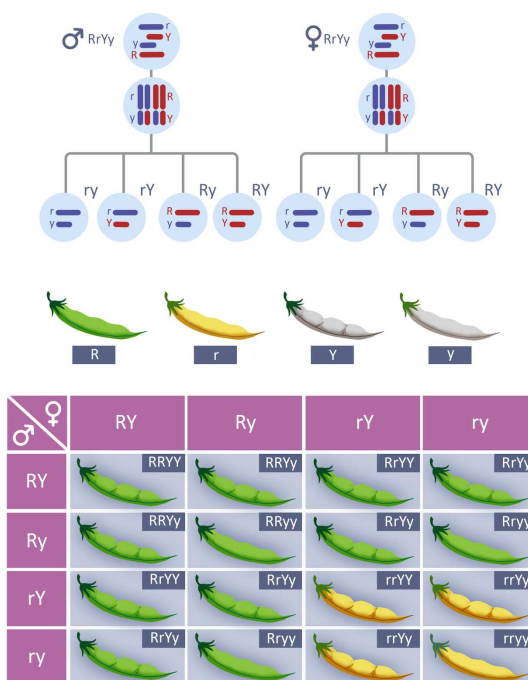 ♂ RrYy ♀ RrYy
r r
Y Y
y y
R R
r R r R
y Y y Y
ry rY Ry RY ry rY Ry RY
r r R R r r R R
y Y y Y y Y y Y
R r Y y
♂ ♀ RY Ry rY ry
RY RRYY RRYy RrYY RrYy
Ry RRYy RRyy RrYy Rryy
rY RrYY RrYy rrYY rrYy
ry RrYy Rryy rrYy rryy